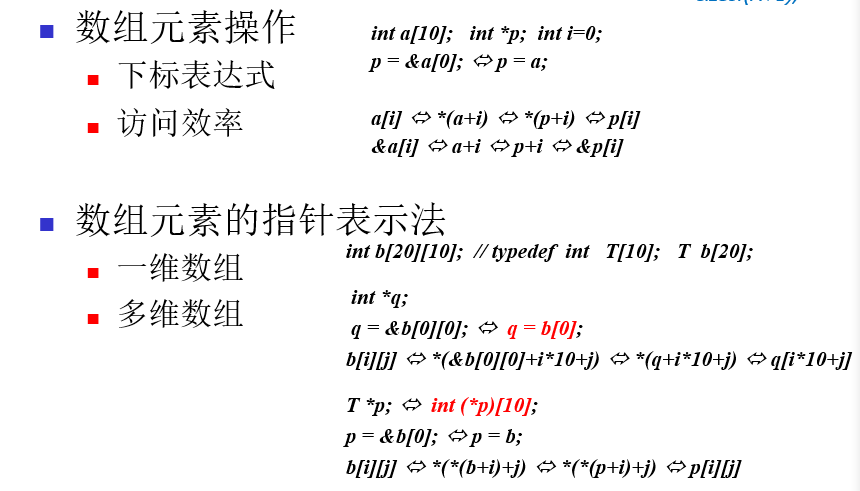 数组元素操作
下标表达式
访问效率
int a[10]; int *p; int i=0;
p = &a[0]; ⇔ p = a;
a[i] ⇔ *(a+i) ⇔ *(p+i) ⇔ p[i]
&a[i] ⇔ a+i ⇔ p+i ⇔ &p[i]
数组元素的指针表示法
一维数组
多维数组
int b[20][10]; // typedef int T[10]; T b[20];
int *q;
q = &b[0][0]; ⇔ q = b[0];
b[i][j] ⇔ *(&b[0][0]+i*10+j) ⇔ *(q+i*10+j) ⇔ q[i*10+j]
T *p; ⇔ int (*p)[10];
p = &b[0]; ⇔ p = b;
b[i][j] ⇔ *(*(b+i)+j) ⇔ *(*(p+i)+j) ⇔ p[i][j]